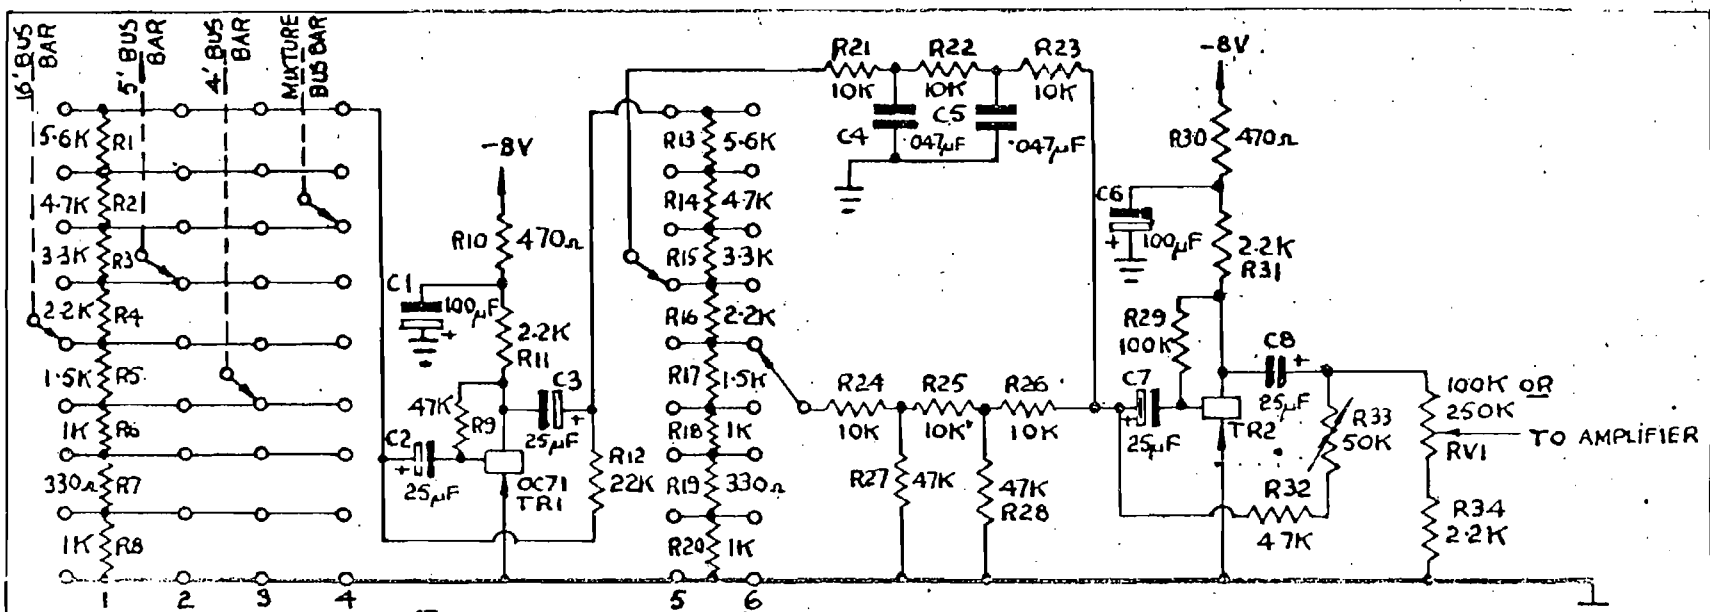 16' BUS BAR
5' BUS BAR
4' BUS BAR
MIXTURE BUS BAR
5.6K R1
4.7K R2
3.3K R3
2.2K R4
1.5K R5
1K R6
330Ω R7
1K R8
1 2 3 4
-8V
R10 470Ω
C1
100µF
+
2.2K
R11
47K
R9
C2
+
25µF
C3
25µF
+
OC71
TR1
R12
22K
R13 5.6K
R14 4.7K
R15 3.3K
R16 2.2K
R17 1.5K
R18 1K
R19 330Ω
R20 1K
5 6
R21
10K
R22
10K
R23
10K
C4
.047µF
C5
.047µF
R24
10K
R25
10K
R26
10K
R27 47K
47K
R28
-8V
R30 470Ω
C6
+
100µF
2.2K
R31
R29
100K
C7
+
25µF
TR2
C8
+
25µF
R33
50K
R32
47K
100K OR
250K
RV1
TO AMPLIFIER
R34
2.2K